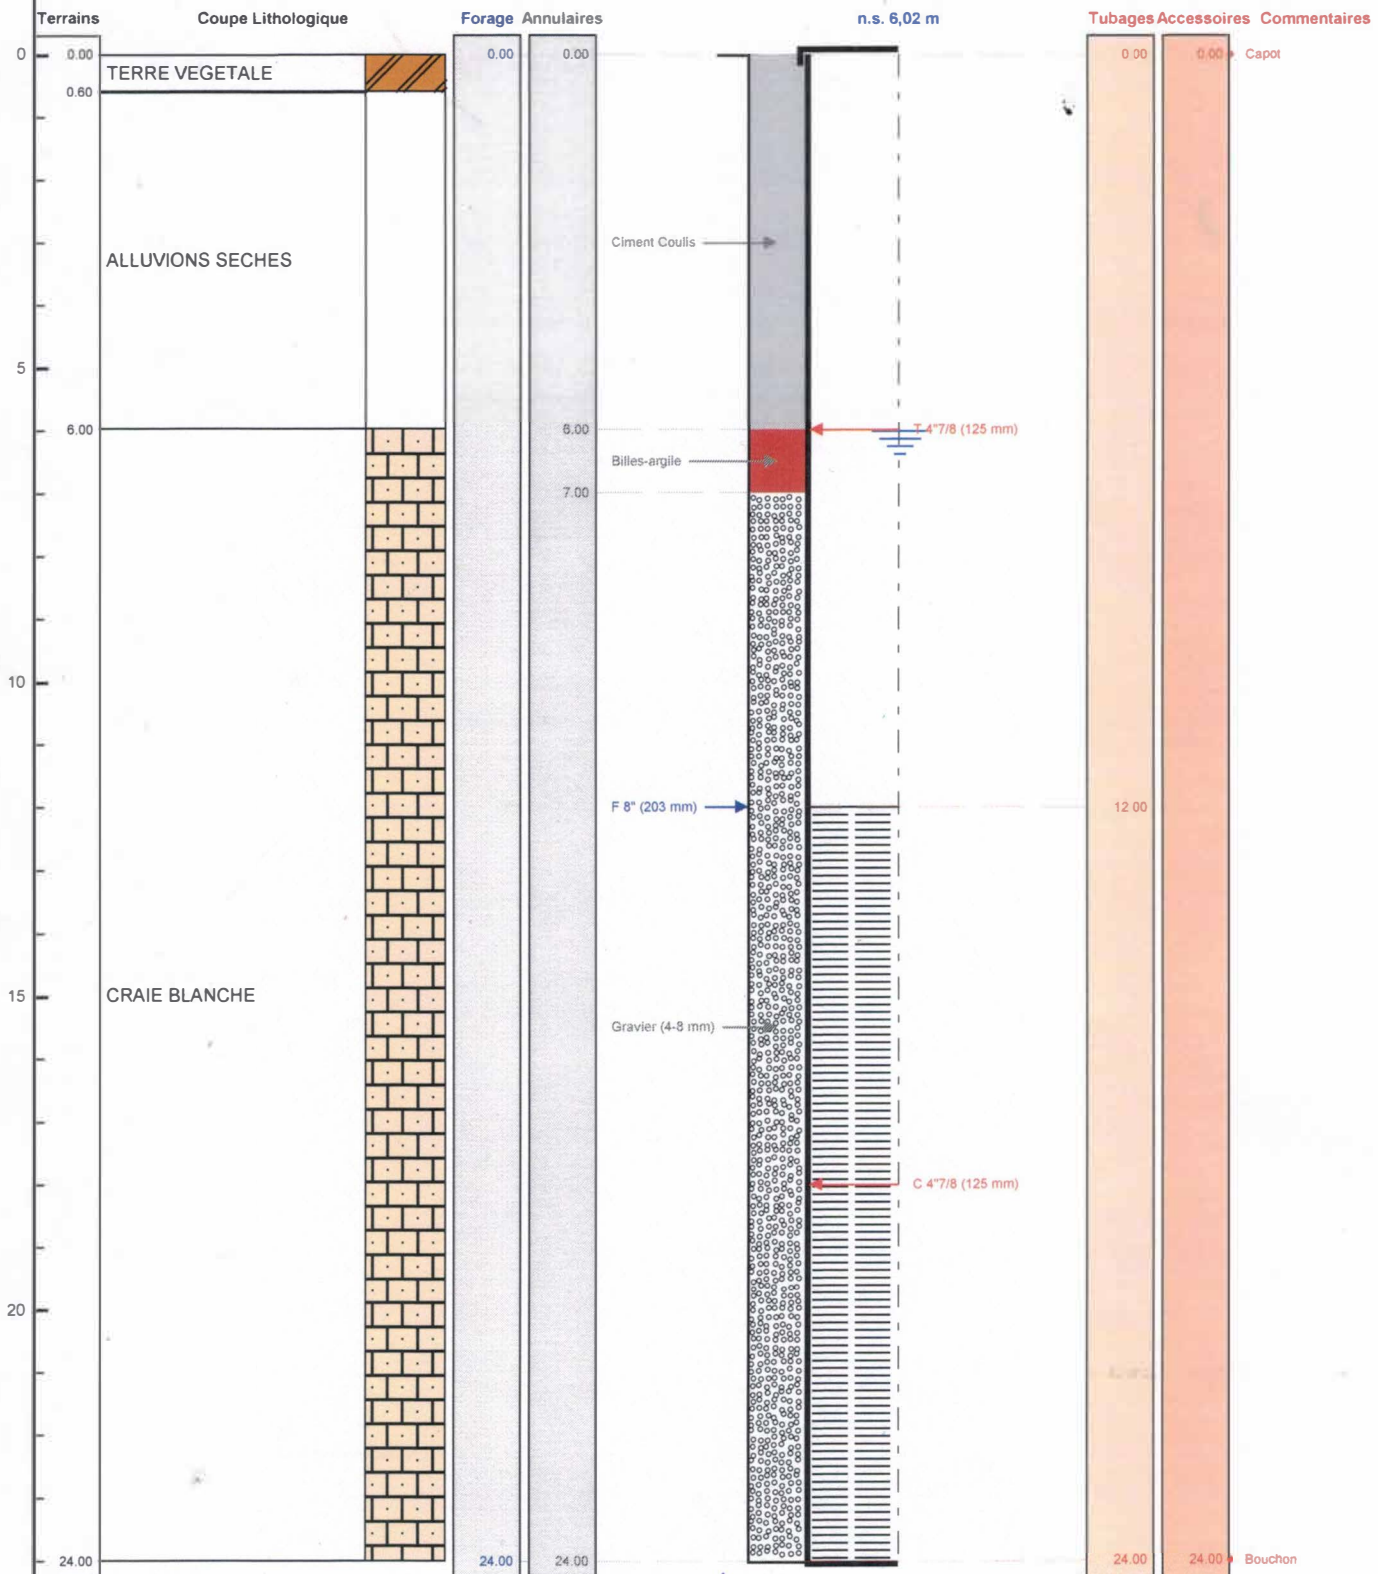 Terrains Coupe Lithologique Forage Annulaires n.s. 6,02 m Tubages Accessoires Commentaires
0 0.00 0.00 0.00 0.00 0.00 Capot
TERRE VEGETALE
0.60
Ciment Coulis
ALLUVIONS SECHES
5
6.00 6.00 T 4"7/8 (125 mm)
Billes-argile
7.00
10
F 8" (203 mm) 12.00
15 CRAIE BLANCHE
Gravier (4-8 mm)
C 4"7/8 (125 mm)
20
24.00 24.00 24.00 24.00 24.00 Bouchon